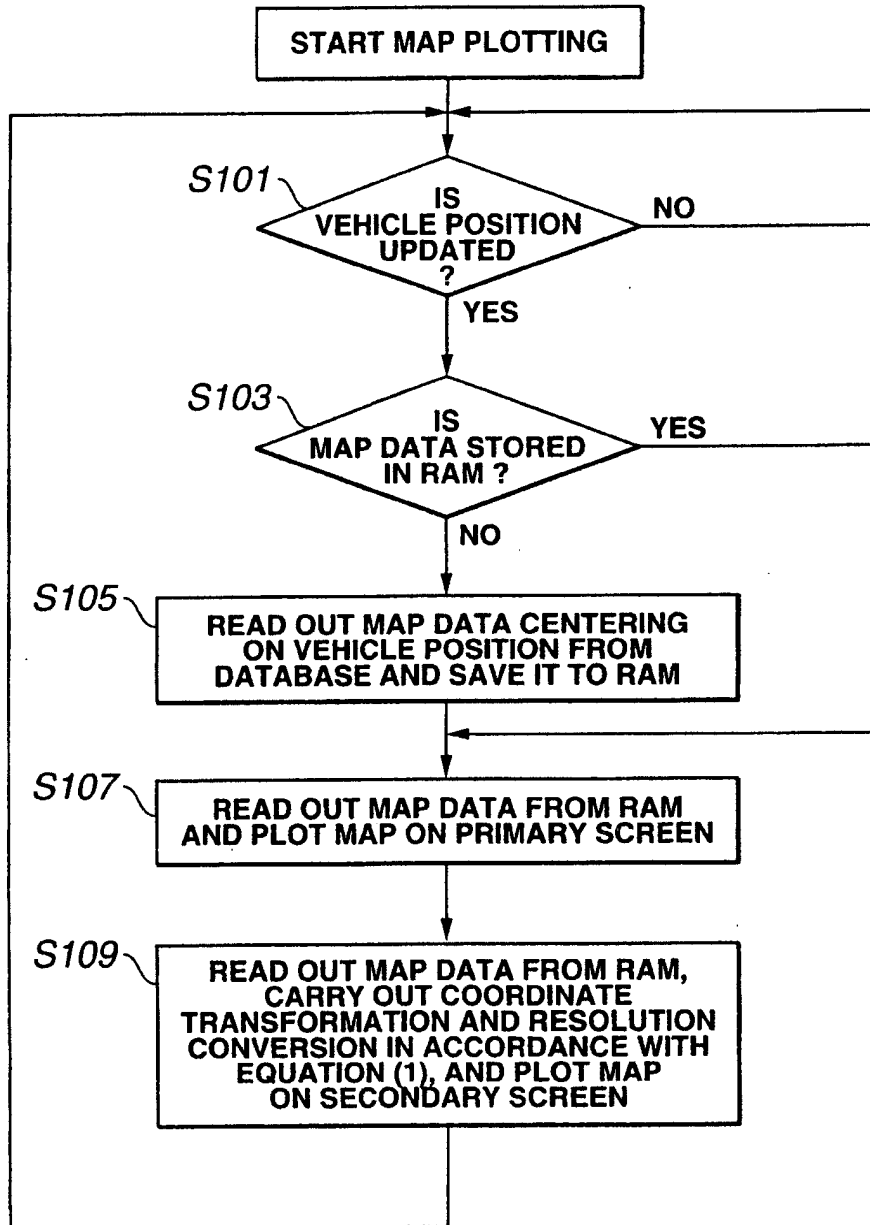 START MAP PLOTTING
S101
IS
VEHICLE POSITION
UPDATED
?
NO
YES
S103
IS
MAP DATA STORED
IN RAM ?
YES
NO
S105
READ OUT MAP DATA CENTERING
ON VEHICLE POSITION FROM
DATABASE AND SAVE IT TO RAM
S107
READ OUT MAP DATA FROM RAM
AND PLOT MAP ON PRIMARY SCREEN
S109
READ OUT MAP DATA FROM RAM,
CARRY OUT COORDINATE
TRANSFORMATION AND RESOLUTION
CONVERSION IN ACCORDANCE WITH
EQUATION (1), AND PLOT MAP
ON SECONDARY SCREEN